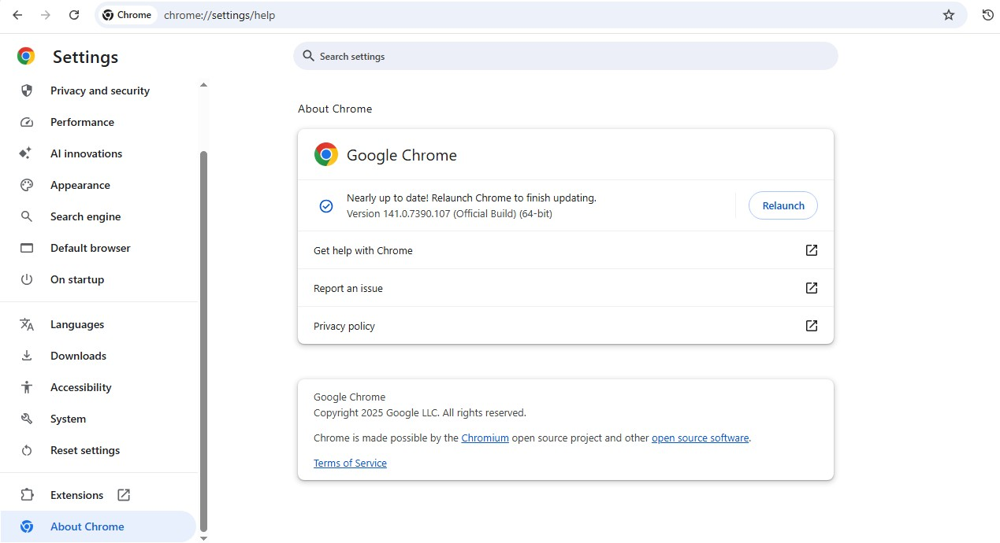 Chrome
chrome://settings/help
Settings
Search settings
Privacy and security
Performance
AI innovations
Appearance
Search engine
Default browser
On startup
Languages
Downloads
Accessibility
System
Reset settings
Extensions
About Chrome
About Chrome
Google Chrome
Nearly up to date! Relaunch Chrome to finish updating.
Version 141.0.7390.107 (Official Build) (64-bit)
Relaunch
Get help with Chrome
Report an issue
Privacy policy
Google Chrome
Copyright 2025 Google LLC. All rights reserved.
Chrome is made possible by the Chromium open source project and other open source software.
Terms of Service